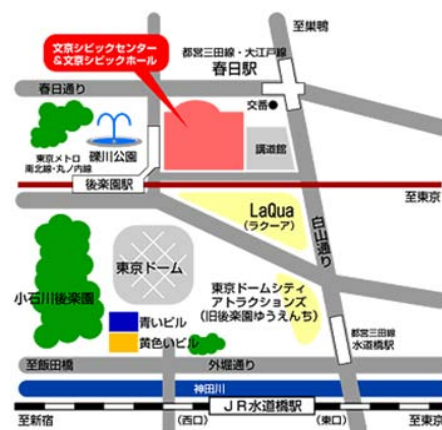 至巣鴨
文京シビックセンター
&文京シビックホール
都営三田線・大江戸線
春日駅
春日通り
交番
礫川公園
講道館
東京メトロ
南北線・丸ノ内線
後楽園駅
至東京
LaQua
(ラクーア)
白山通り
東京ドーム
小石川後楽園
東京ドームシティ
アトラクションズ
(旧後楽園ゆうえんち)
青いビル
黄色いビル
都営三田線
水道橋駅
至飯田橋
外堀通り
神田川
JR水道橋駅
至新宿
(西口)
(東口)
至東京